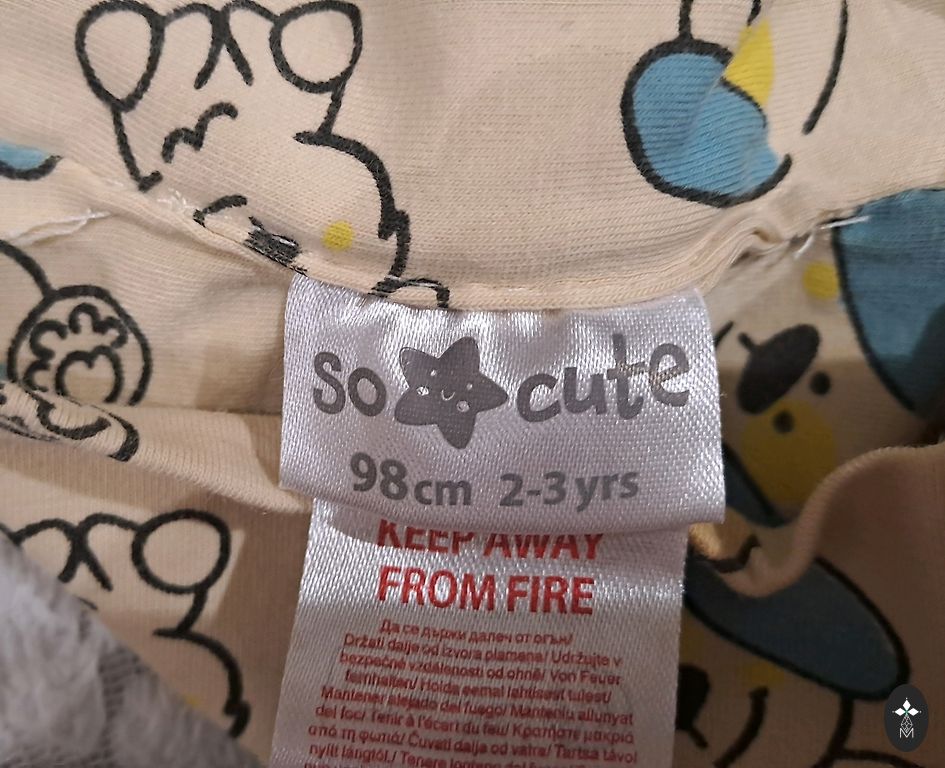 so cute
98cm 2-3 yrs
KEEP AWAY
FROM FIRE
Да се държи далеч от огън/
Držati dalje od izvora plamena/ Udržujte v
bezpečné vzdálenosti od ohně/ Von Feuer
fernhalten/ Hoida eemal lahtisest tulest/
Mantener alejado del fuego/ Manteniu allunyat
del foc/ Tenir à l'écart du feu/ Κρατήστε μακριά
από τη φωτιά/ Čuvati dalje od vatre/ Tartsa távol
nyílt lángtól./ Tenere lontano
M